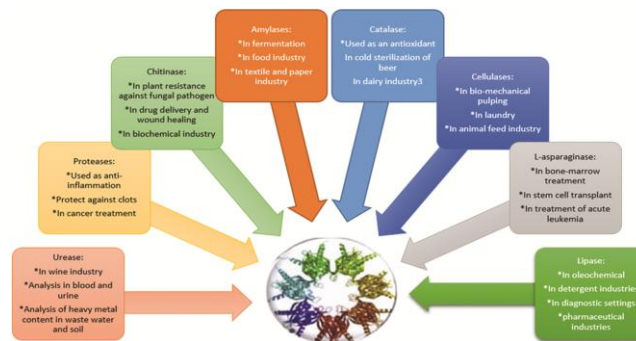 Amylases:
*In fermentation
*In food industry
*In textile and paper
industry
Catalase:
*Used as an antioxidant
In cold sterilization of
beer
In dairy industry3
Chitinase:
*In plant resistance
against fungal pathogen
*In drug delivery and
wound healing
*In biochemical industry
Cellulases:
*In bio-mechanical
pulping
*In laundry
*In animal feed industry
Proteases:
*Used as anti-
inflammation
*Protect against clots
*In cancer treatment
L-asparaginase:
*In bone-marrow
treatment
*In stem cell transplant
*In treatment of acute
leukemia
Urease:
*In wine industry
*Analysis in blood and
urine
*Analysis of heavy metal
content in waste water
and soil
Lipase:
*In oleochemical
*In detergent industries
*In diagnostic settings
*pharmaceutical
industries